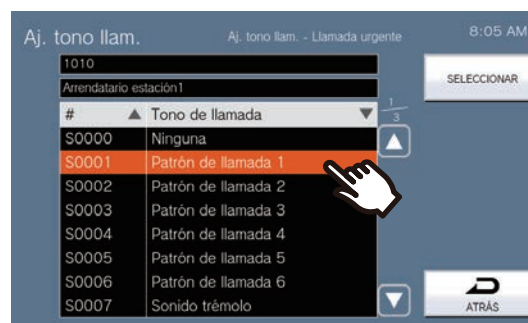 Aj. tono llam. Aj. tono llam. - Llamada urgente 8:05 AM
1010
Arrendatario estación1
SELECCIONAR
# Tono de llamada
1
3
S0000 Ninguna
S0001 Patrón de llamada 1
S0002 Patrón de llamada 2
S0003 Patrón de llamada 3
S0004 Patrón de llamada 4
S0005 Patrón de llamada 5
S0006 Patrón de llamada 6
S0007 Sonido trémolo
ATRÁS